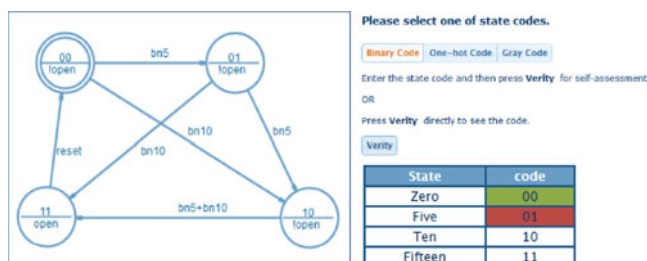 00
!open
bn5
01
!open
bn10
bn5
bn10
reset
11
open
bn5+bn10
10
!open
Please select one of state codes.
Binary Code One-hot Code Gray Code
Enter the state code and then press Verity for self-assessment
OR
Press Verity directly to see the code.
Verity
State code
Zero 00
Five 01
Ten 10
Fifteen 11